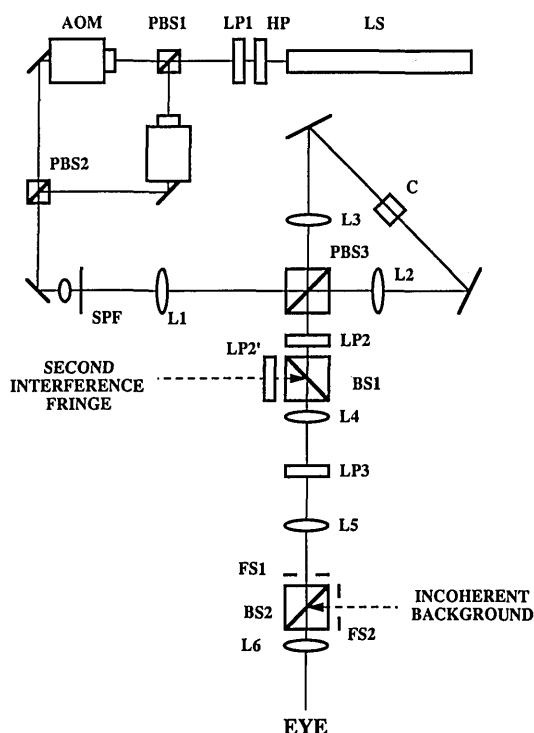 AOM
PBS1
LP1
HP
LS
PBS2
C
L3
PBS3
L2
SPF
L1
LP2
LP2'
SECOND
INTERFERENCE
FRINGE
BS1
L4
LP3
L5
FS1
BS2
INCOHERENT
BACKGROUND
FS2
L6
EYE